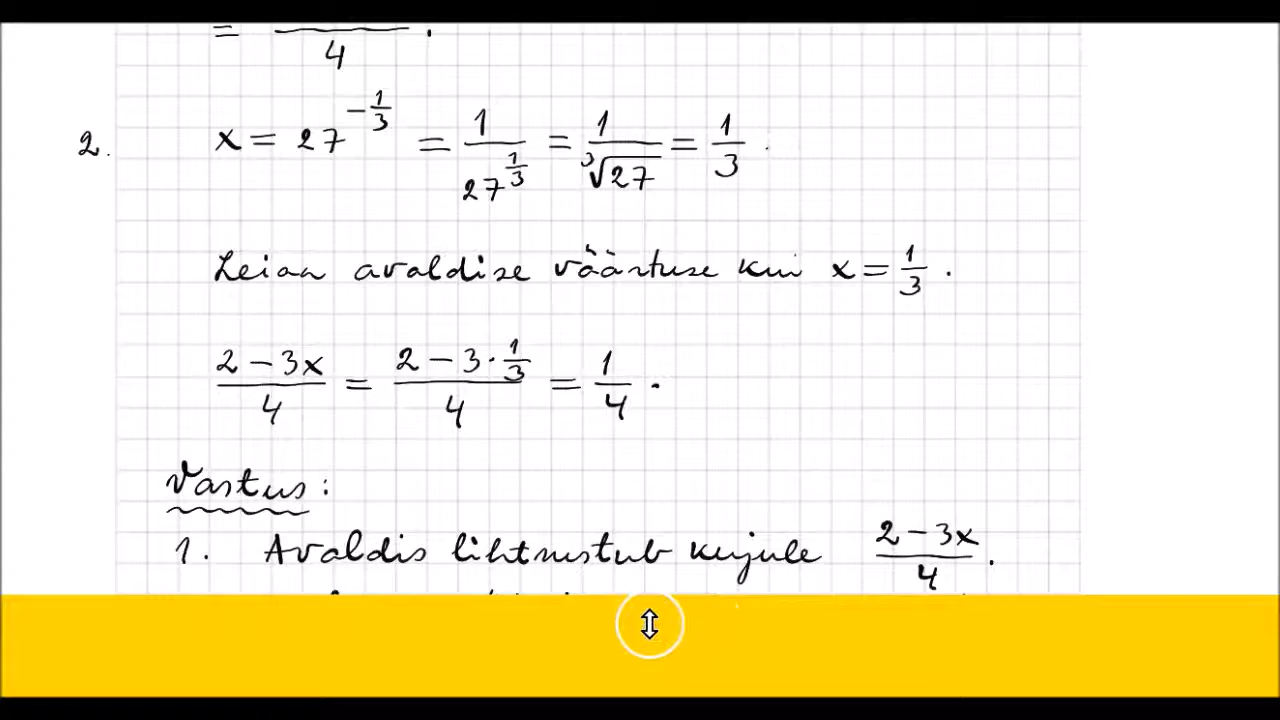 = ―/4 .
2. x = 27^(-1/3) = 1/27^(1/3) = 1/∛27 = 1/3 .
Leian avaldise väärtuse kui x = 1/3 .
(2 - 3x)/4 = (2 - 3 · 1/3)/4 = 1/4 .
Vastus:
1. Avaldis lihtsustub kujule (2 - 3x)/4 .